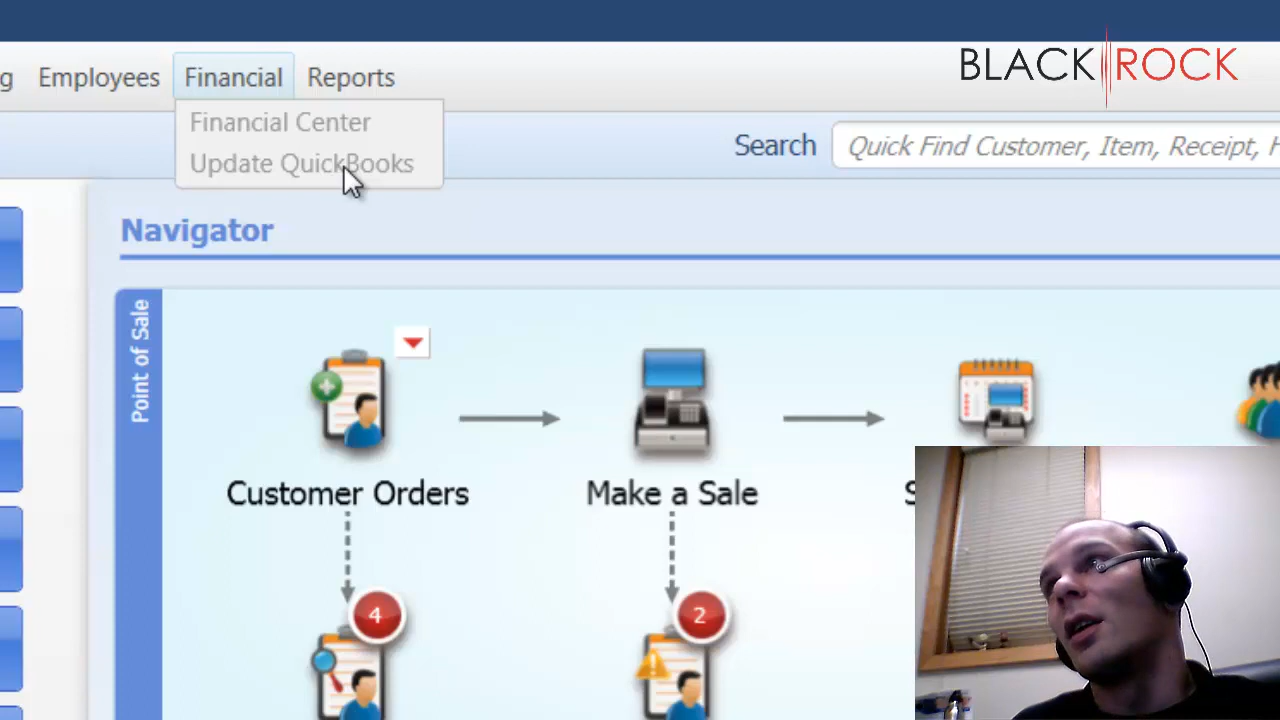 BLACK ROCK
g Employees Financial Reports
Financial Center
Update QuickBooks
Search Quick Find Customer, Item, Receipt, H
Navigator
Point of Sale
Customer Orders
Make a Sale
S
4
2